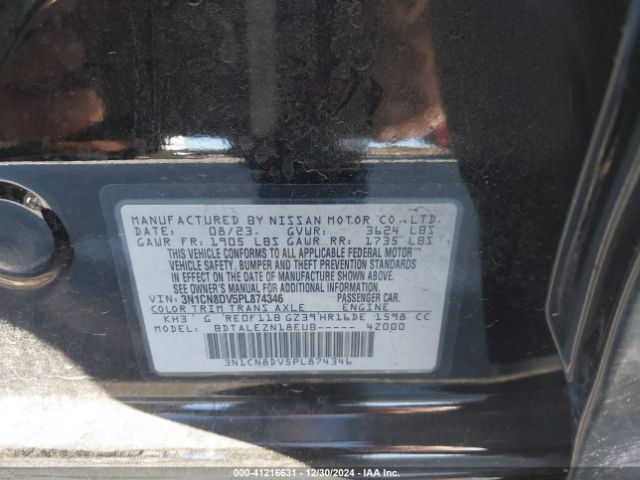 MANUFACTURED BY NISSAN MOTOR CO.,LTD.
DATE: 08/23. GVWR: 3624 LBS
GAWR FR: 1905 LBS GAWR RR: 1735 LBS
THIS VEHICLE CONFORMS TO ALL APPLICABLE FEDERAL MOTOR
VEHICLE SAFETY, BUMPER AND THEFT PREVENTION STANDARDS
IN EFFECT ON THE DATE OF MANUFACTURE SHOWN ABOVE.
SEE OWNER'S MANUAL FOR ADDITIONAL INFORMATION.
VIN: 3N1CN8DV5PL874346 PASSENGER CAR.
COLOR TRIM TRANS AXLE ENGINE
KH3' G RE0F11B GZ39'HR16DE 1598 CC
MODEL: BDTALEZN18EUB----- 4Z000
3N1CN8DV5PL874346
000-41216631 - 12/30/2024 - IAA Inc.